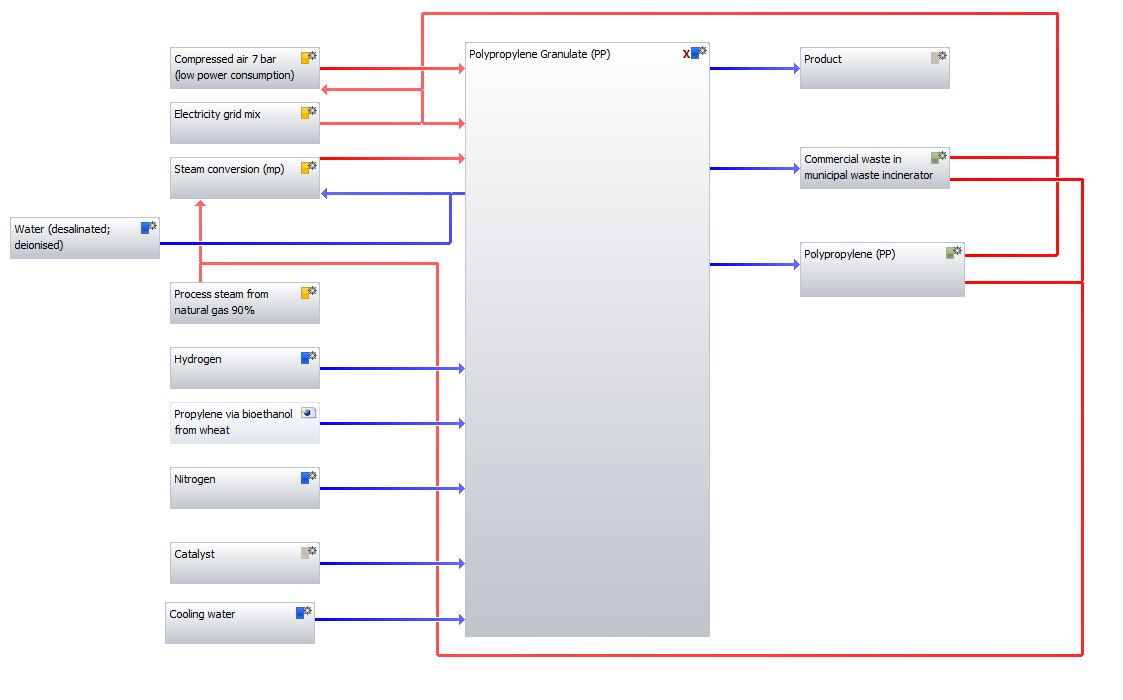 Compressed air 7 bar
(low power consumption)
Electricity grid mix
Steam conversion (mp)
Water (desalinated;
deionised)
Process steam from
natural gas 90%
Hydrogen
Propylene via bioethanol
from wheat
Nitrogen
Catalyst
Cooling water
Polypropylene Granulate (PP)
X
Product
Commercial waste in
municipal waste incinerator
Polypropylene (PP)